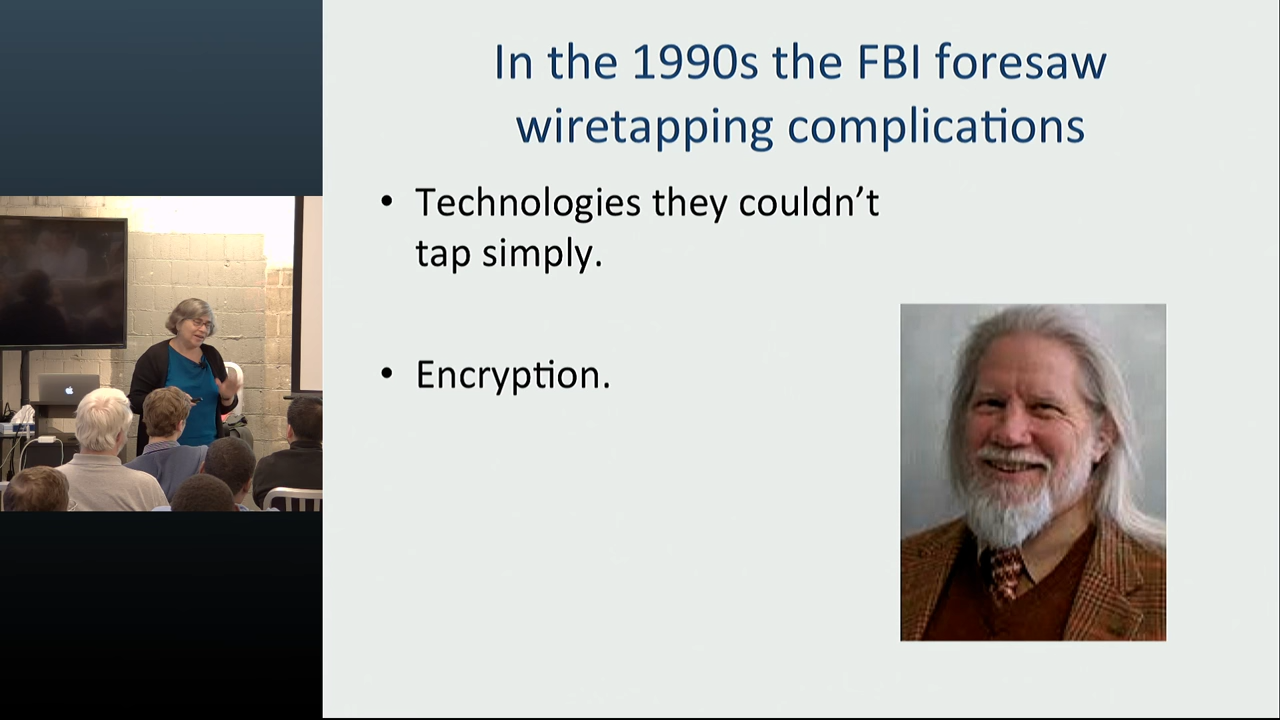 In the 1990s the FBI foresaw
wiretapping complications
• Technologies they couldn’t
tap simply.
• Encryption.